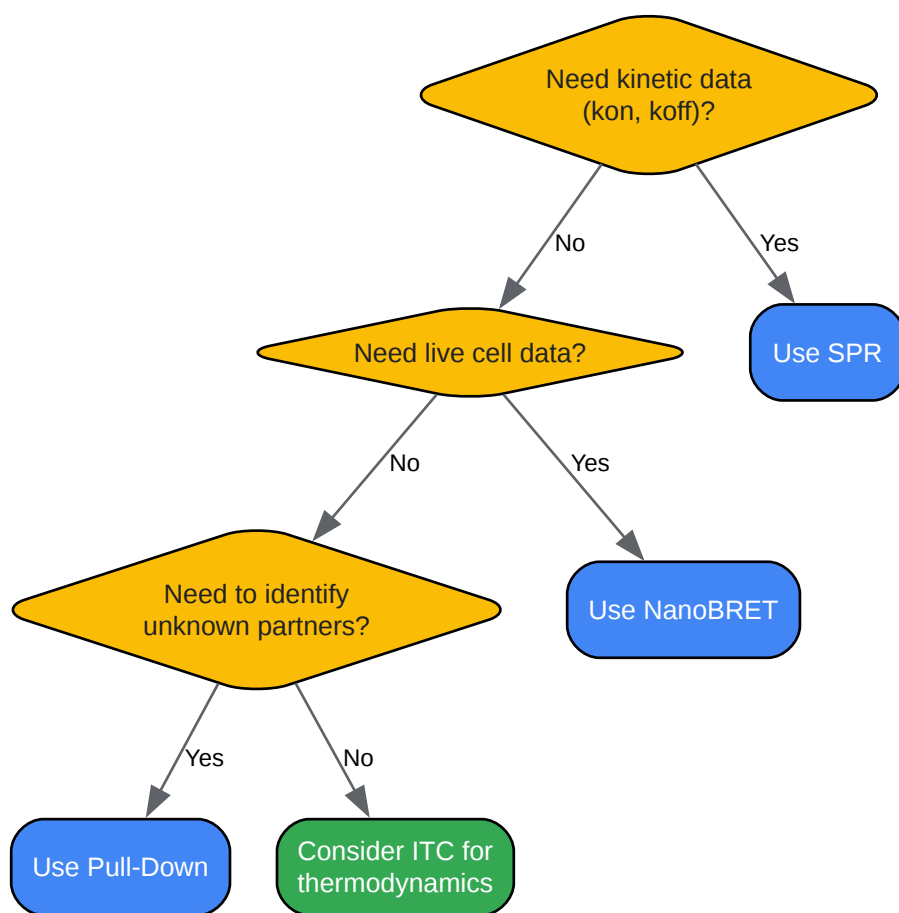 Need kinetic data
(kon, koff)?
No
Yes
Need live cell data?
Use SPR
No
Yes
Need to identify
unknown partners?
Use NanoBRET
Yes
No
Use Pull-Down
Consider ITC for
thermodynamics